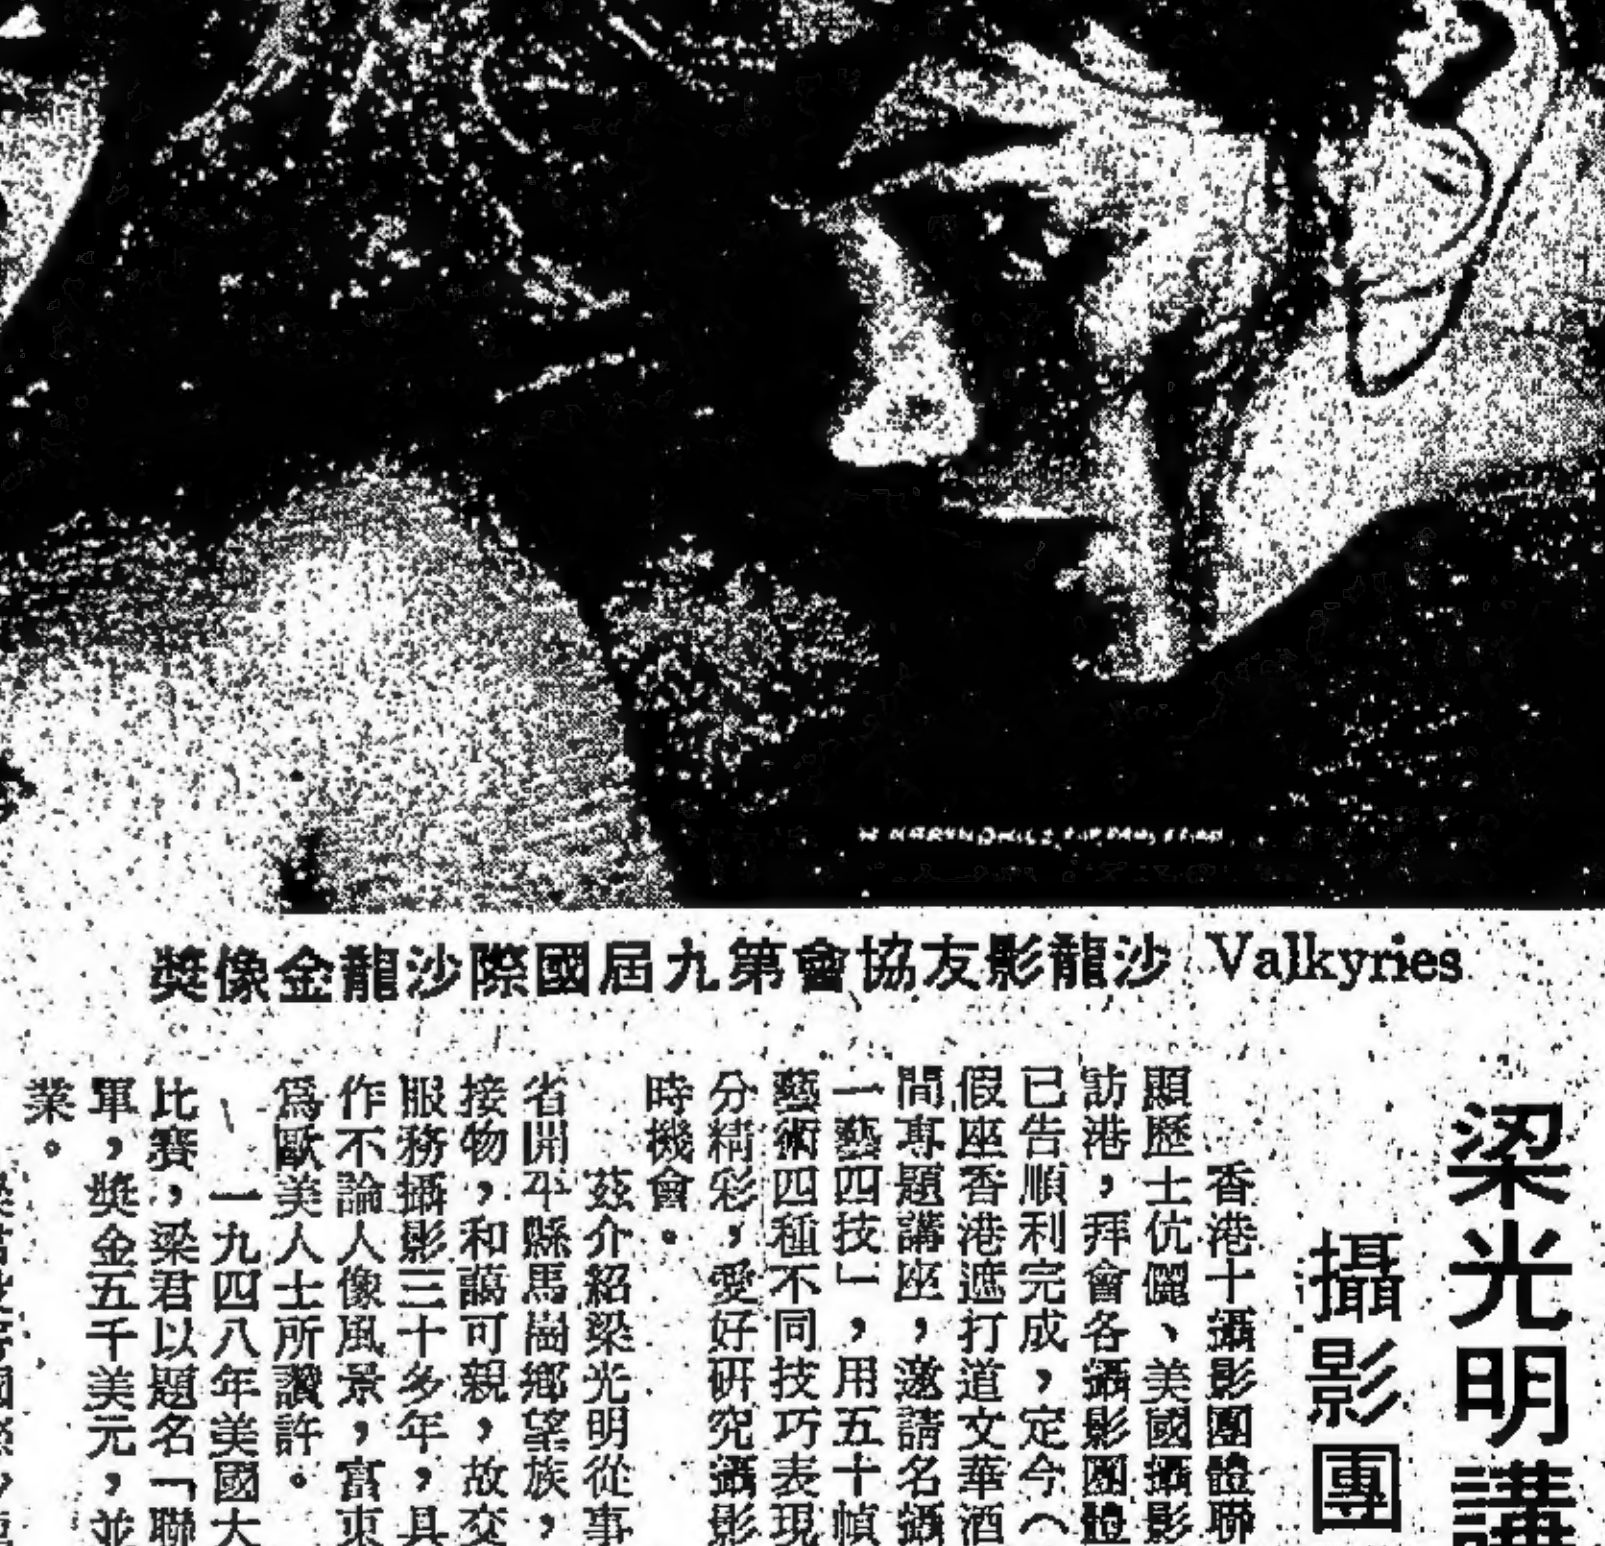 Valkyries 沙龍影友協會第九屆國際沙龍金像獎
梁光明講
攝影團
香港十攝影團體聯
顯歷士伉儷、美國攝影
訪港，拜會各攝影團體
已告順利完成，定今（
假座香港遮打道文華酒
間專題講座，邀請名攝
一藝四技」，用五十幀
藝術四種不同技巧表現
分精彩，愛好研究攝影
時機會。
茲介紹梁光明從事
省開平縣馬崗鄉望族，
接物，和藹可親，故交
服務攝影三十多年，具
作不論人像風景，富東
爲歐美人士所讚許。
一九四八年美國大
比賽，梁君以題名「聯
軍，獎金五千美元，並
業。